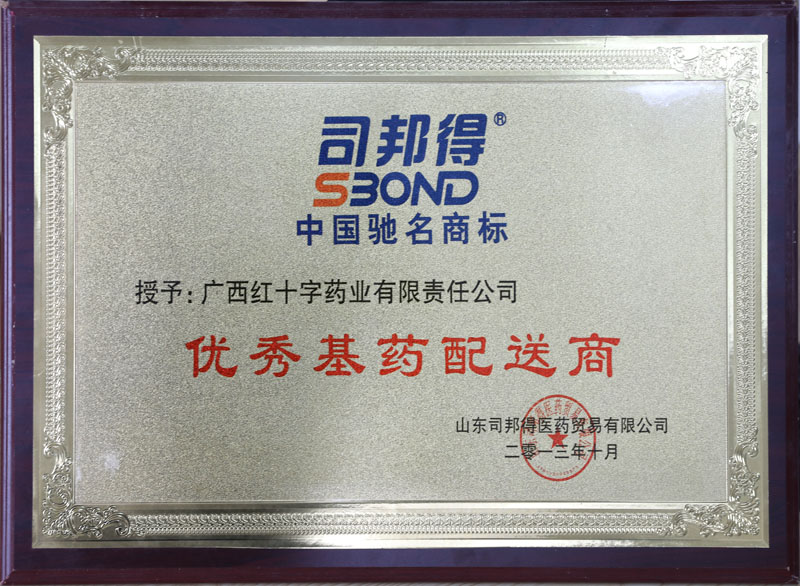 司邦得®
SBOND
中国驰名商标
授予：广西红十字药业有限责任公司
优秀基药配送商
山东司邦得医药贸易有限公司
二零一三年十月